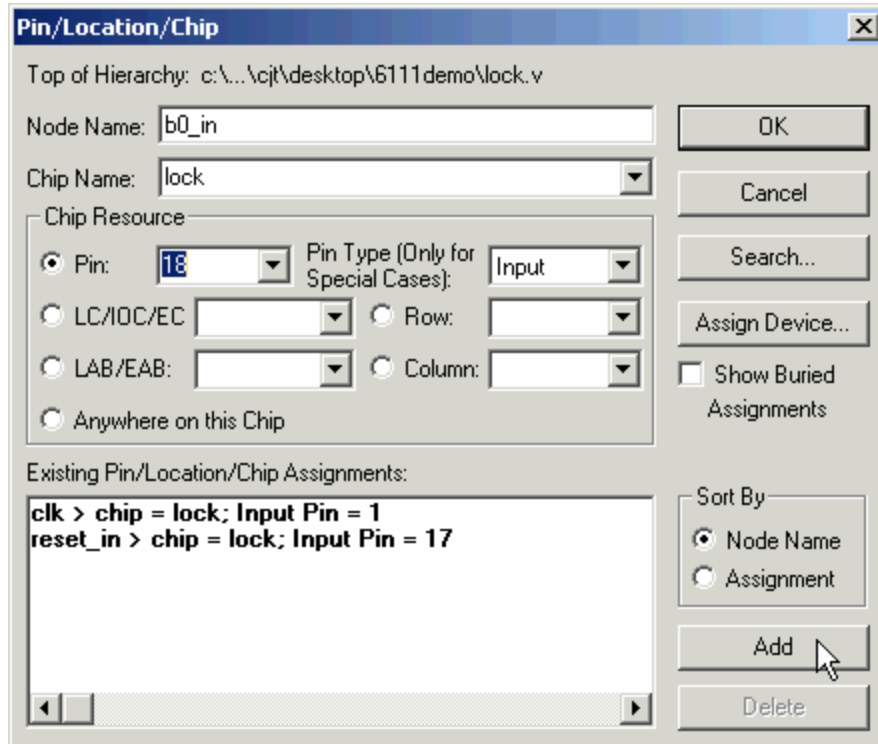 Pin/Location/Chip
Top of Hierarchy: c:\...\cjt\desktop\6111demo\lock.v
Node Name: b0_in
OK
Chip Name: lock
Cancel
Chip Resource
Pin: 18 Pin Type (Only for Special Cases): Input
Search...
LC/IOC/EC Row:
Assign Device...
LAB/EAB: Column:
Show Buried Assignments
Anywhere on this Chip
Existing Pin/Location/Chip Assignments:
clk > chip = lock; Input Pin = 1
reset_in > chip = lock; Input Pin = 17
Sort By
Node Name
Assignment
Add
Delete